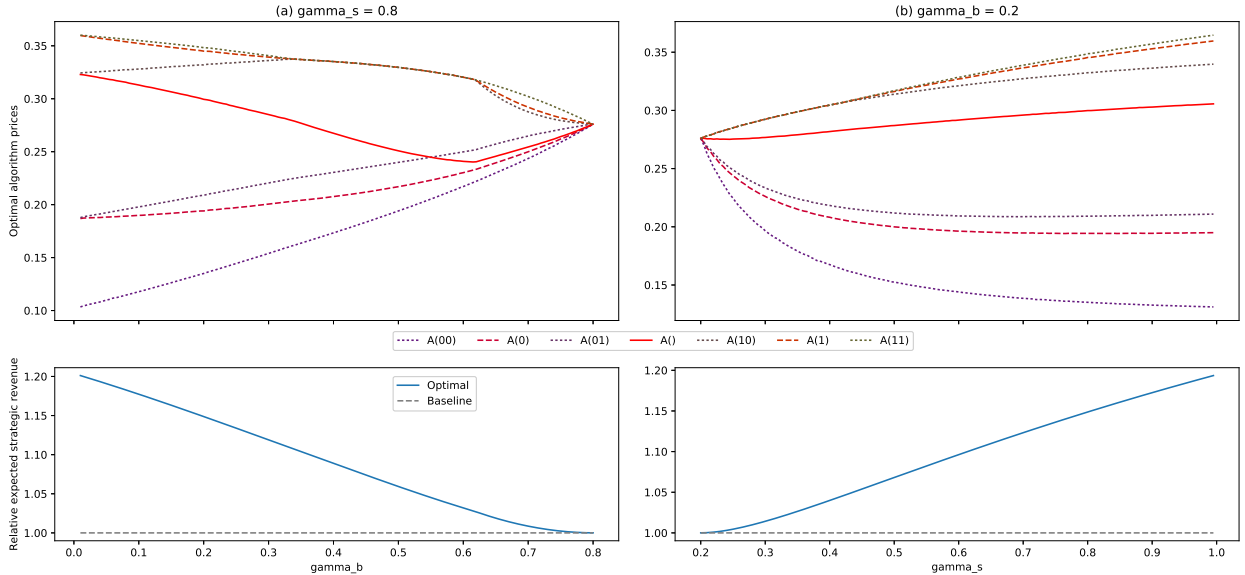 (a) gamma_s = 0.8
Optimal algorithm prices
0.35
0.30
0.25
0.20
0.15
0.10
(b) gamma_b = 0.2
0.35
0.30
0.25
0.20
0.15
A(00) A(0) A(01) A() A(10) A(1) A(11)
Relative expected strategic revenue
1.20
1.15
1.10
1.05
1.00
Optimal
Baseline
0.0 0.1 0.2 0.3 0.4 0.5 0.6 0.7 0.8
gamma_b
1.20
1.15
1.10
1.05
1.00
0.2 0.3 0.4 0.5 0.6 0.7 0.8 0.9 1.0
gamma_s